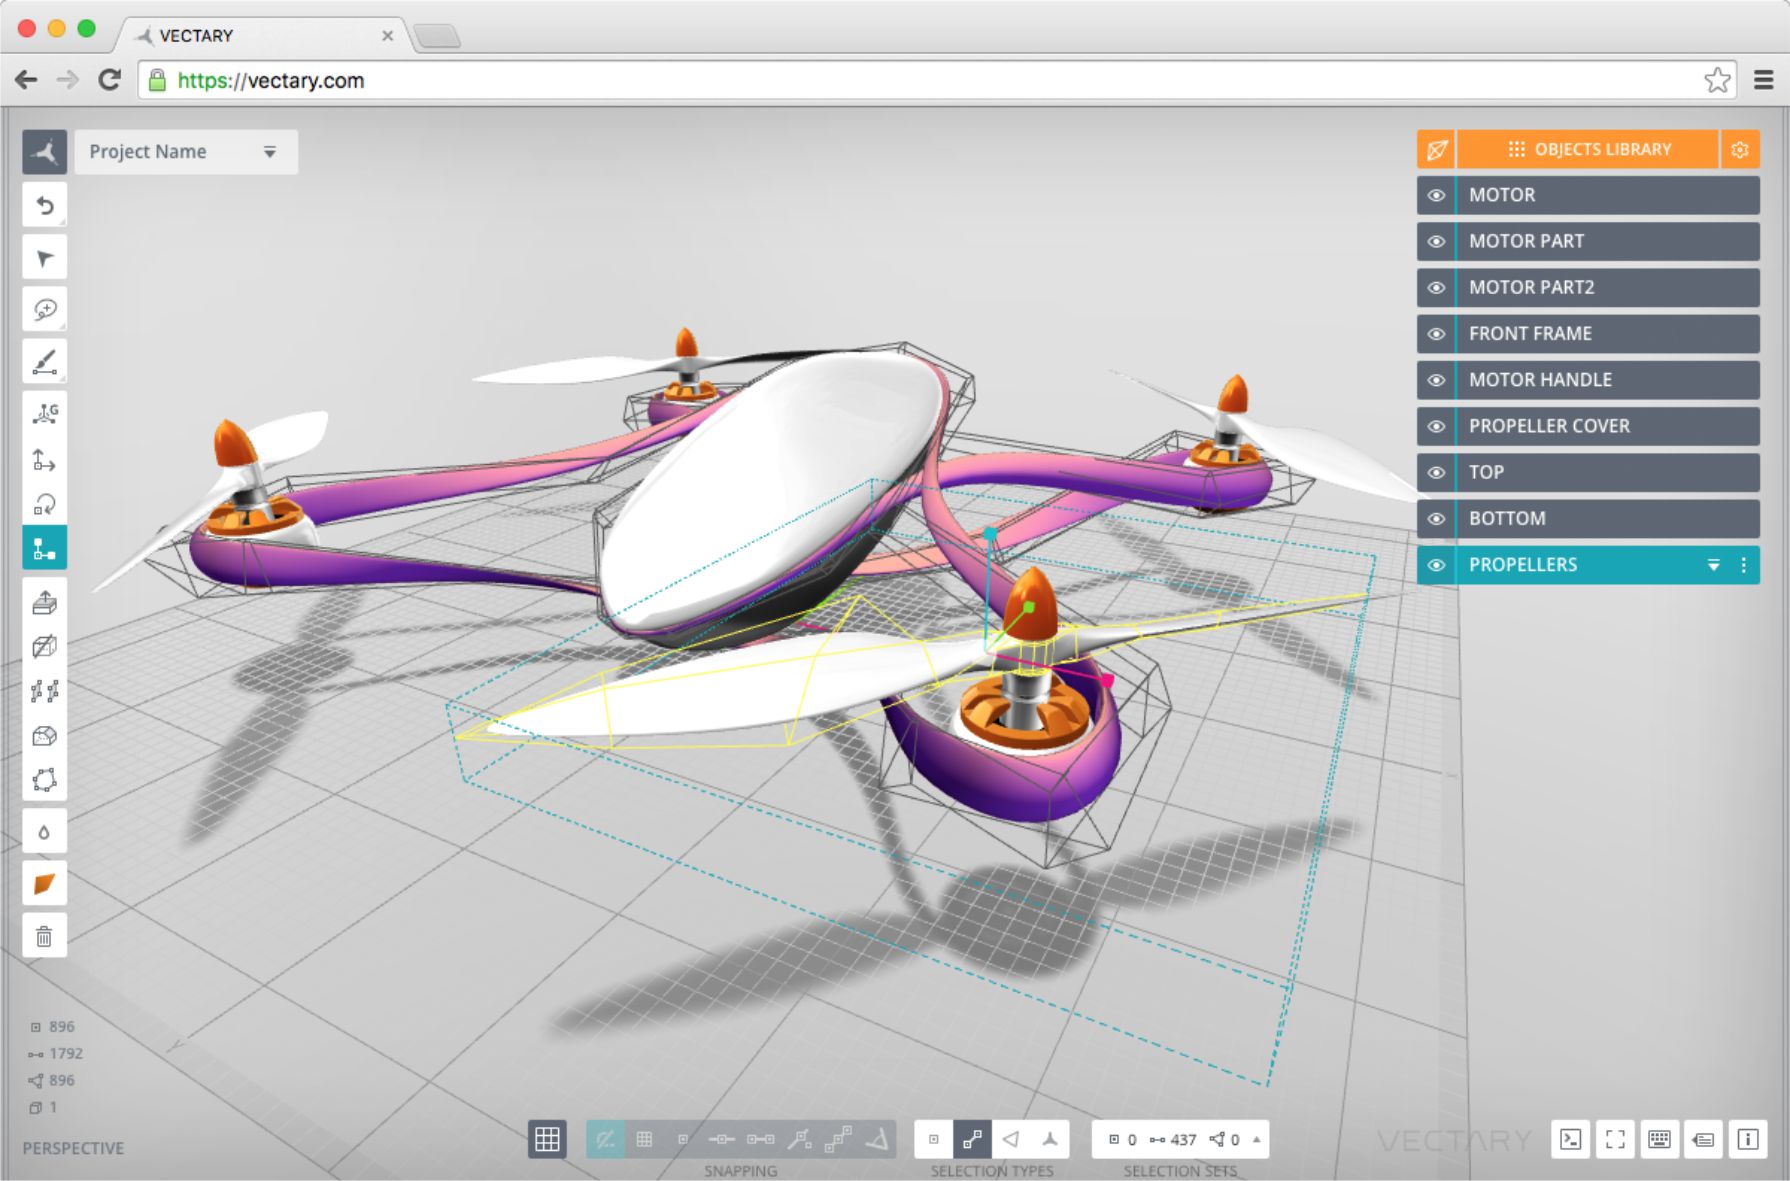 VECTARY
https://vectary.com
Project Name
OBJECTS LIBRARY
MOTOR
MOTOR PART
MOTOR PART2
FRONT FRAME
MOTOR HANDLE
PROPELLER COVER
TOP
BOTTOM
PROPELLERS
G
896
1792
896
1
PERSPECTIVE
SNAPPING
SELECTION TYPES
0 437 0
SELECTION SETS
VECTARY